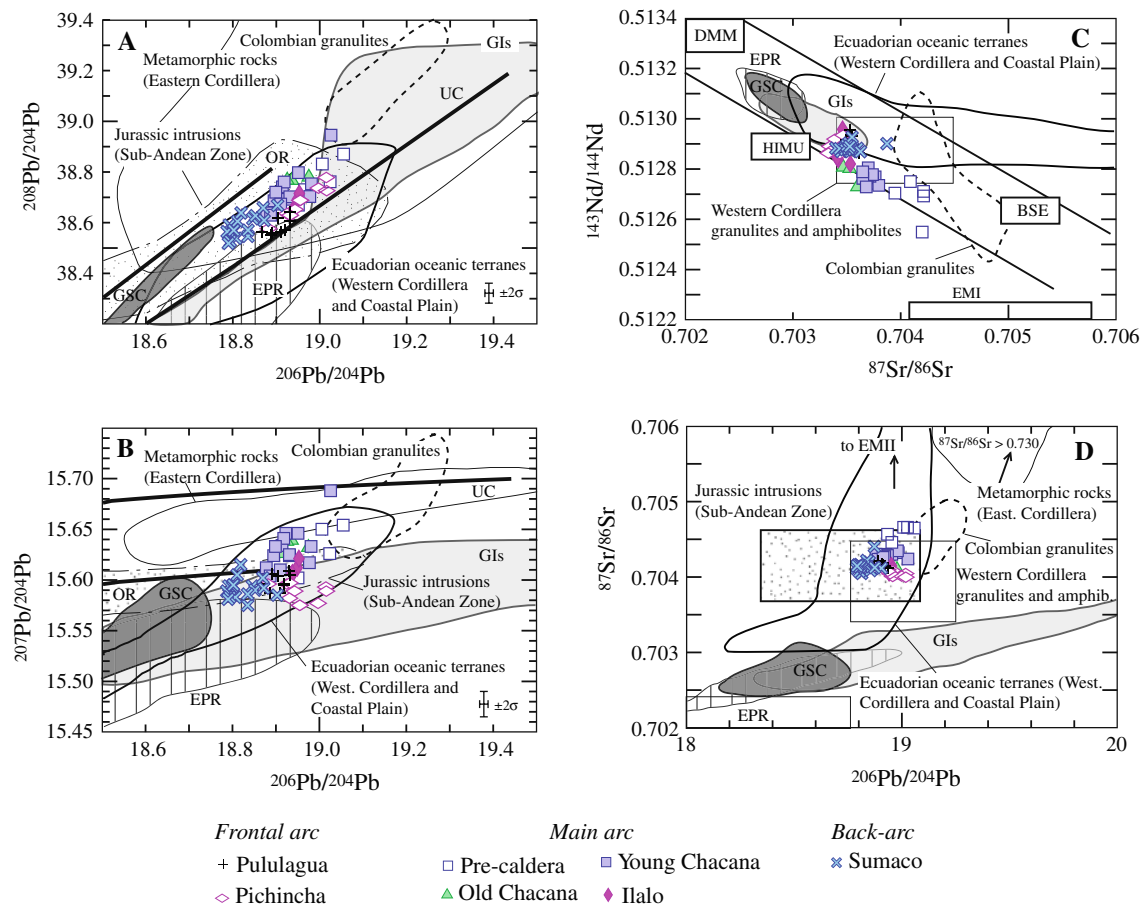 A
39.4
39.2
39.0
38.8
38.6
38.4
²⁰⁸Pb/²⁰⁴Pb
Colombian granulites
GIs
Metamorphic rocks
(Eastern Cordillera)
UC
Jurassic intrusions
(Sub-Andean Zone)
OR
GSC
EPR
Ecuadorian oceanic terranes
(Western Cordillera
and Coastal Plain)
±2σ
18.6 18.8 19.0 19.2 19.4
²⁰⁶Pb/²⁰⁴Pb
C
0.5134
0.5132
0.5130
0.5128
0.5126
0.5124
0.5122
¹⁴³Nd/¹⁴⁴Nd
DMM
Ecuadorian oceanic terranes
(Western Cordillera and Coastal Plain)
EPR
GSC
GIs
HIMU
Western Cordillera
granulites and amphibolites
BSE
Colombian granulites
EMI
0.702 0.703 0.704 0.705 0.706
⁸⁷Sr/⁸⁶Sr
B
15.70
15.65
15.60
15.55
15.50
15.45
²⁰⁷Pb/²⁰⁴Pb
Colombian granulites
Metamorphic rocks
(Eastern Cordillera)
UC
GIs
OR
GSC
Jurassic intrusions
(Sub-Andean Zone)
EPR
Ecuadorian oceanic terranes
(West. Cordillera and
Coastal Plain)
±2σ
18.6 18.8 19.0 19.2 19.4
²⁰⁶Pb/²⁰⁴Pb
D
0.706
0.705
0.704
0.703
0.702
⁸⁷Sr/⁸⁶Sr
to EMII
⁸⁷Sr/⁸⁶Sr > 0.730
Jurassic intrusions
(Sub-Andean Zone)
Metamorphic rocks
(East. Cordillera)
Colombian granulites
Western Cordillera
granulites and amphib.
GIs
GSC
Ecuadorian oceanic terranes (West.
Cordillera and Coastal Plain)
EPR
18 19 20
²⁰⁶Pb/²⁰⁴Pb
Frontal arc
Pululagua
Pichincha
Main arc
Pre-caldera
Young Chacana
Old Chacana
Ilalo
Back-arc
Sumaco